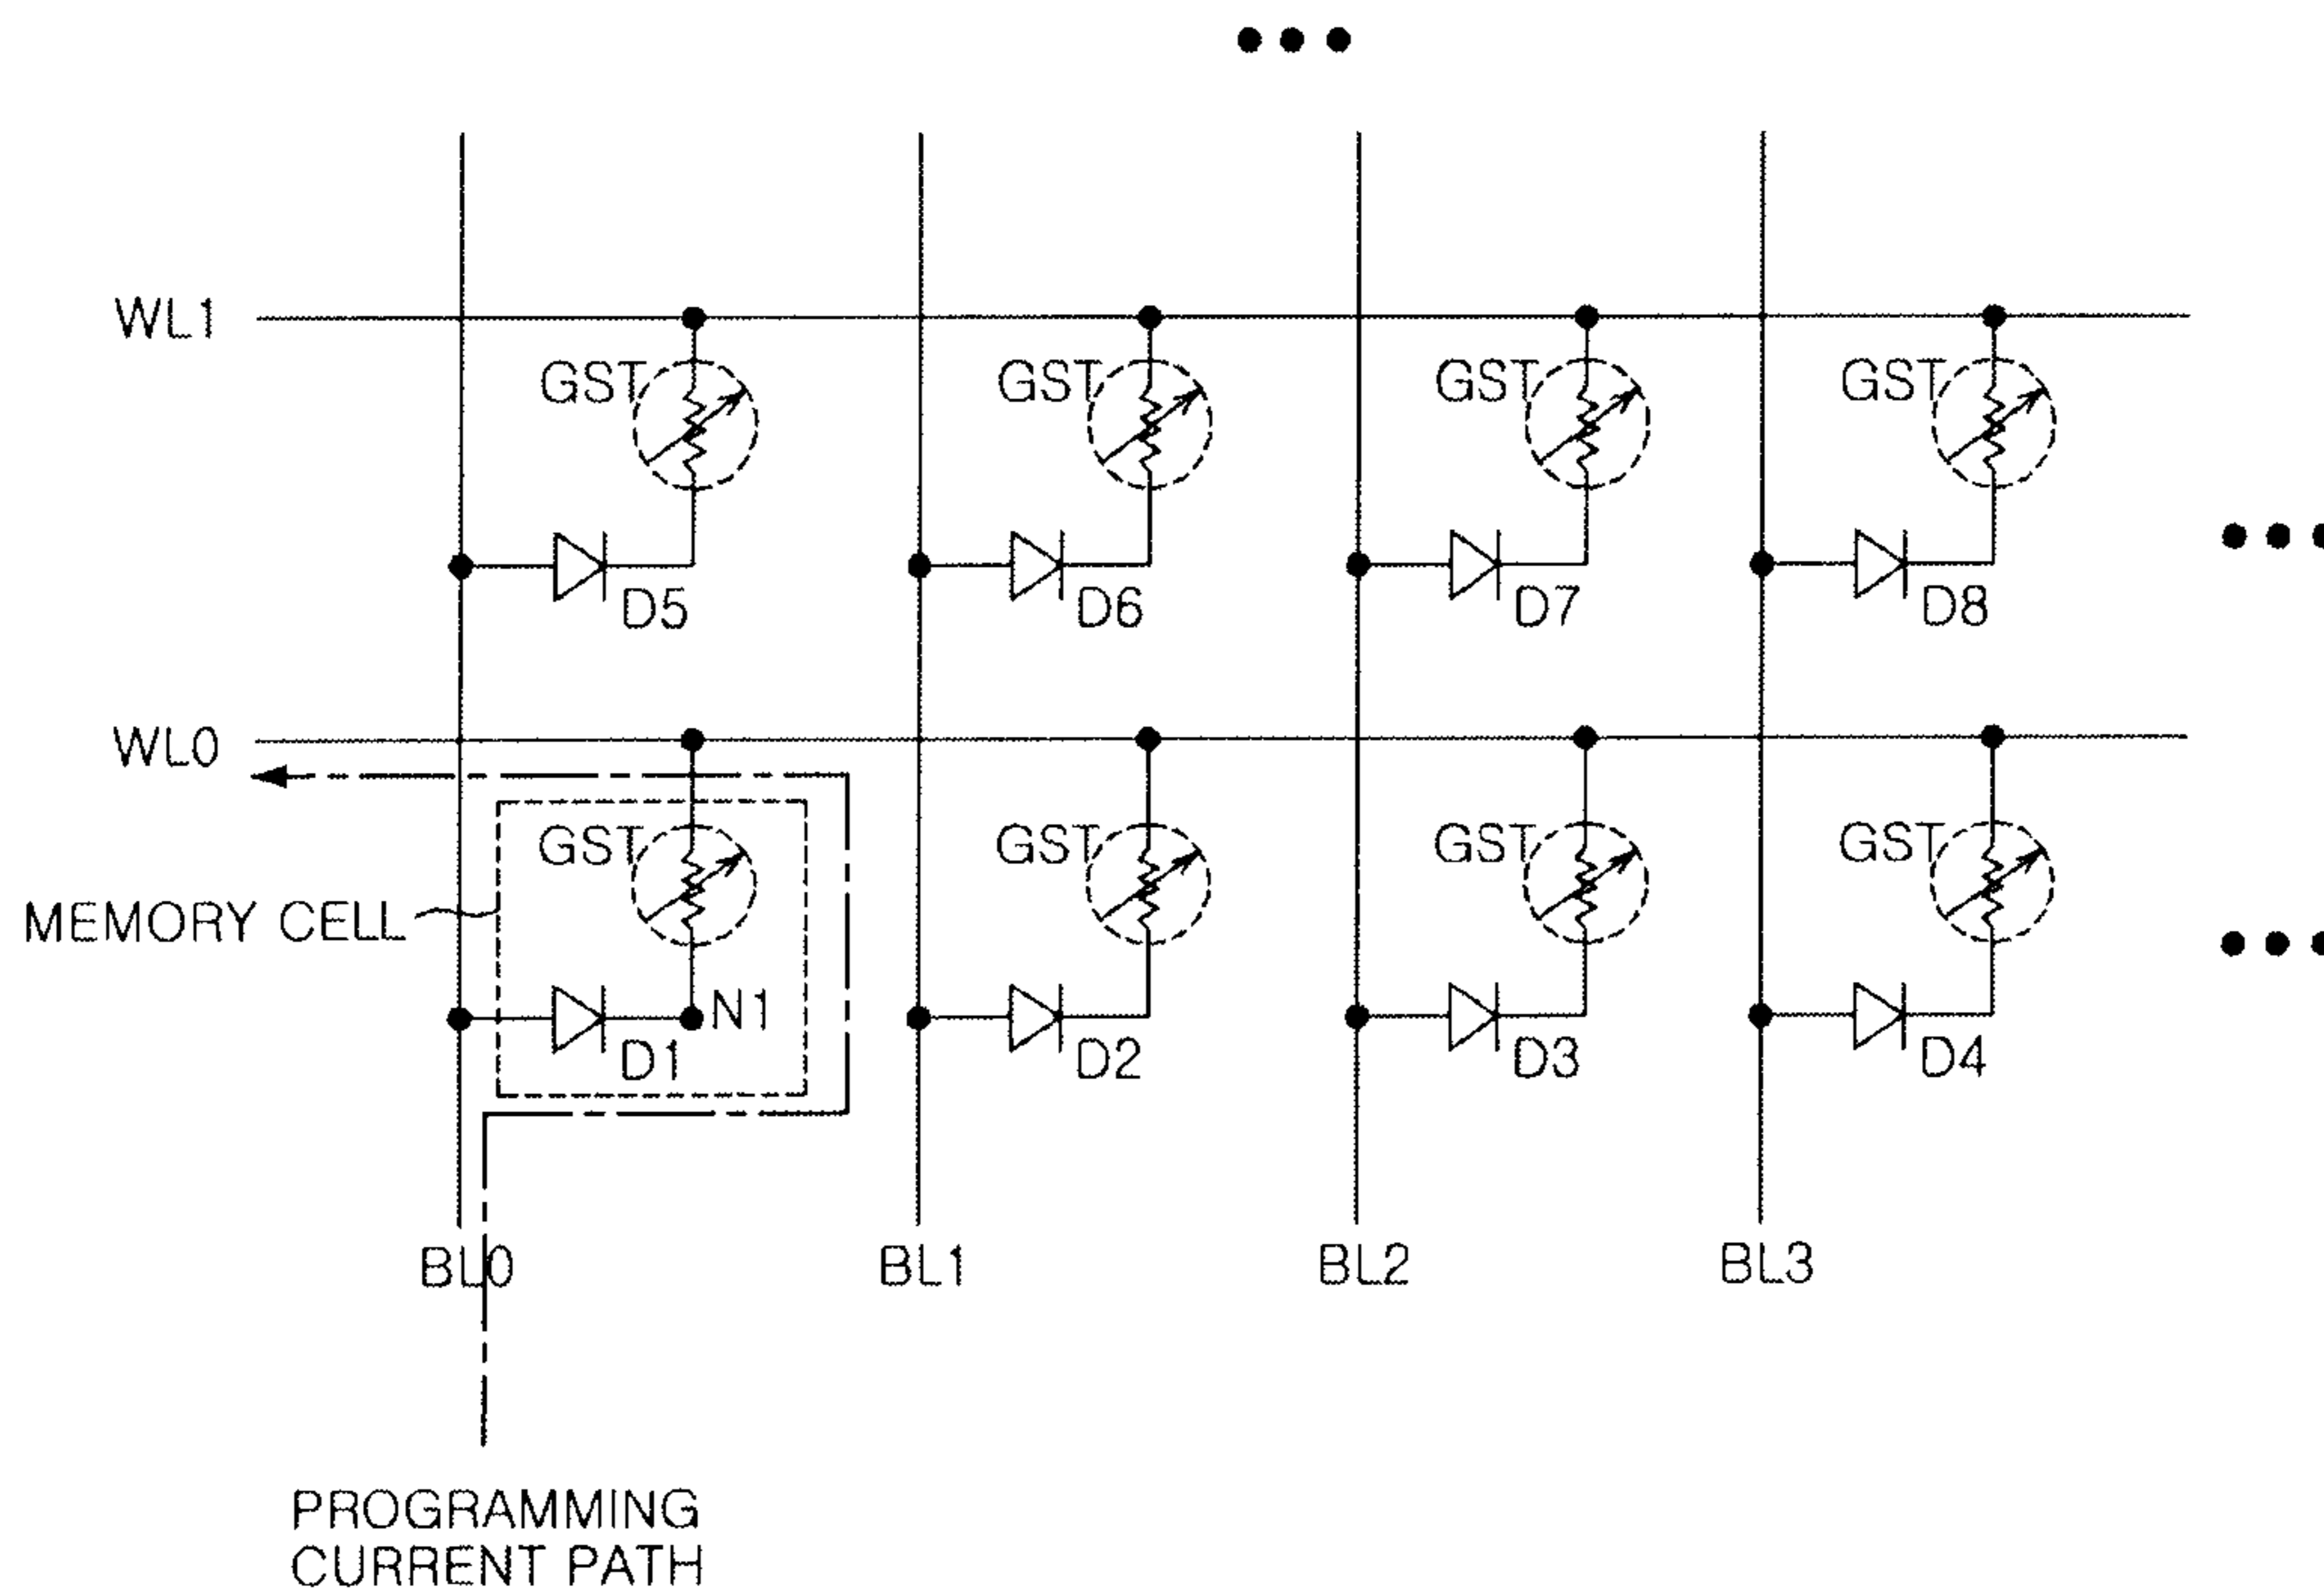 WL1
GST GST GST GST
D5 D6 D7 D8
WL0
GST GST GST GST
MEMORY CELL
N1
D1 D2 D3 D4
BL0 BL1 BL2 BL3
PROGRAMMING
CURRENT PATH